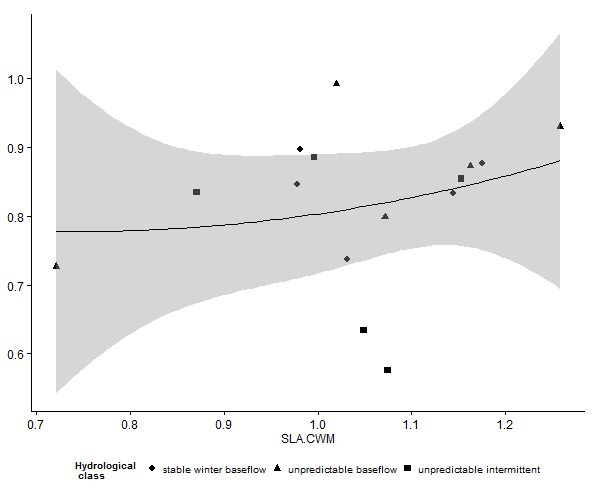 1.0
0.9
0.8
0.7
0.6
0.7 0.8 0.9 1.0 1.1 1.2
SLA.CWM
Hydrological
class
stable winter baseflow unpredictable baseflow unpredictable intermittent